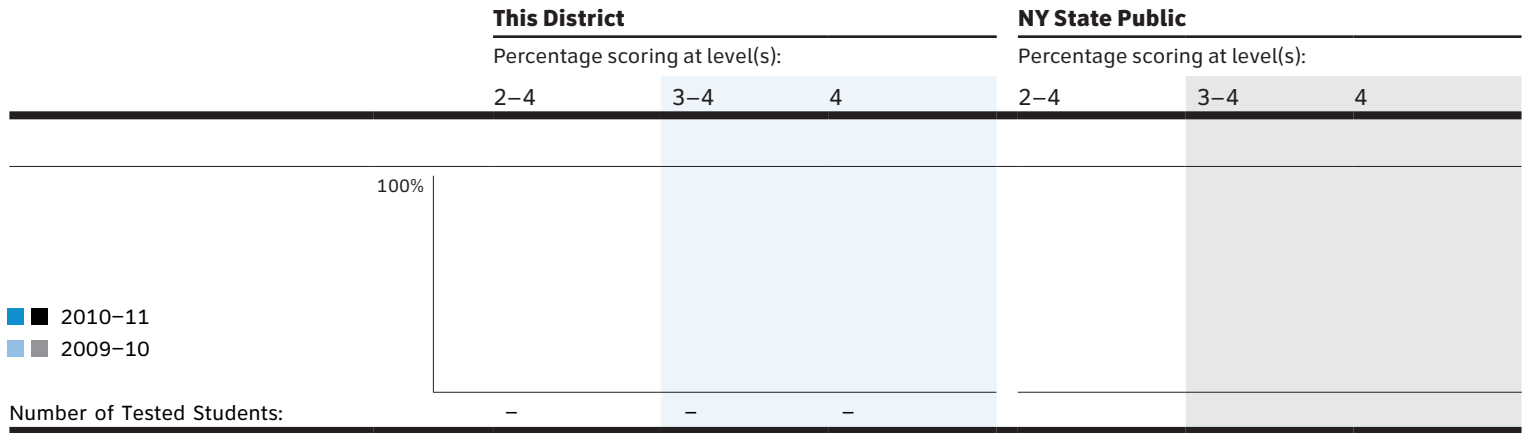 This District NY State Public
Percentage scoring at level(s): Percentage scoring at level(s):
2–4 3–4 4 2–4 3–4 4
100%
2010–11
2009–10
Number of Tested Students: – – –